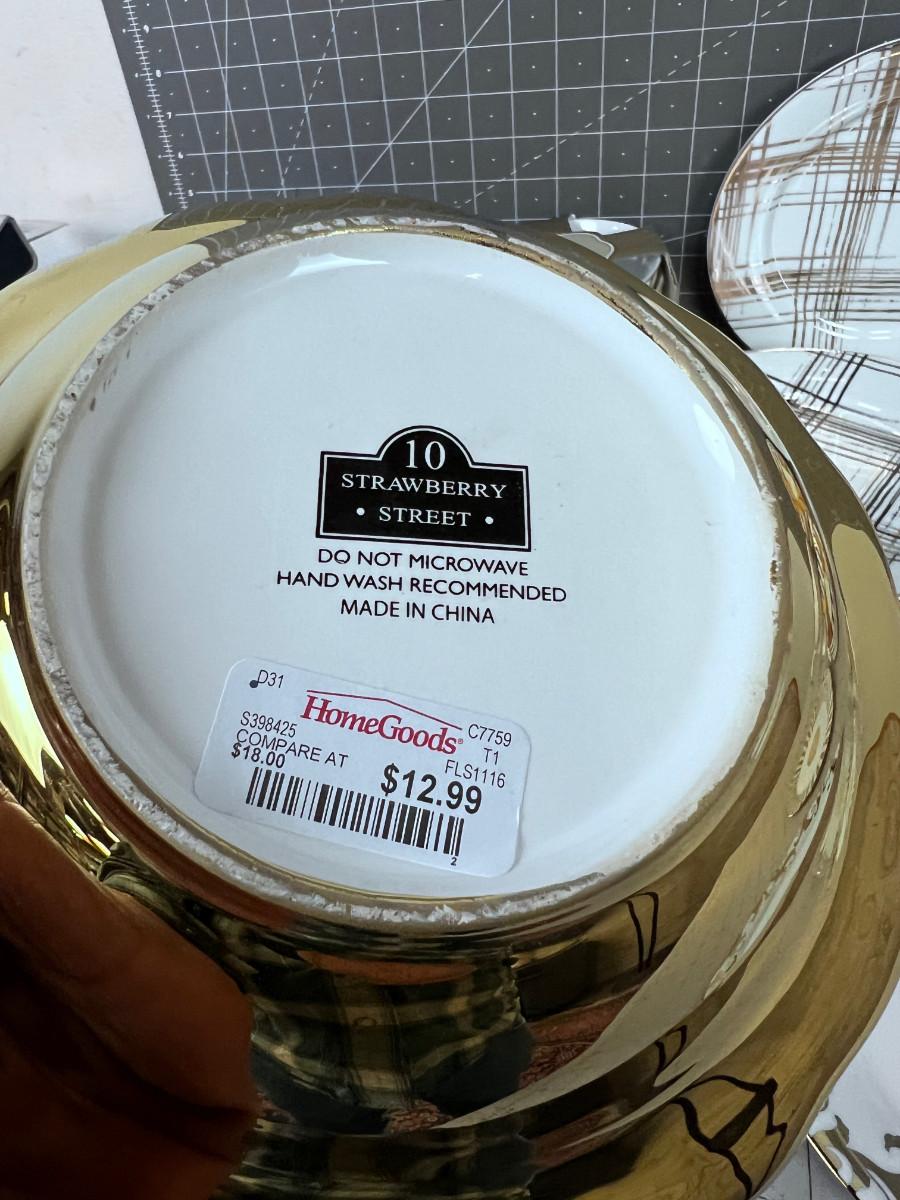 10
STRAWBERRY
• STREET •
DO NOT MICROWAVE
HAND WASH RECOMMENDED
MADE IN CHINA
D31
HomeGoods®
C7759
S398425
T1
COMPARE AT
FLS1116
$18.00
$12.99
2